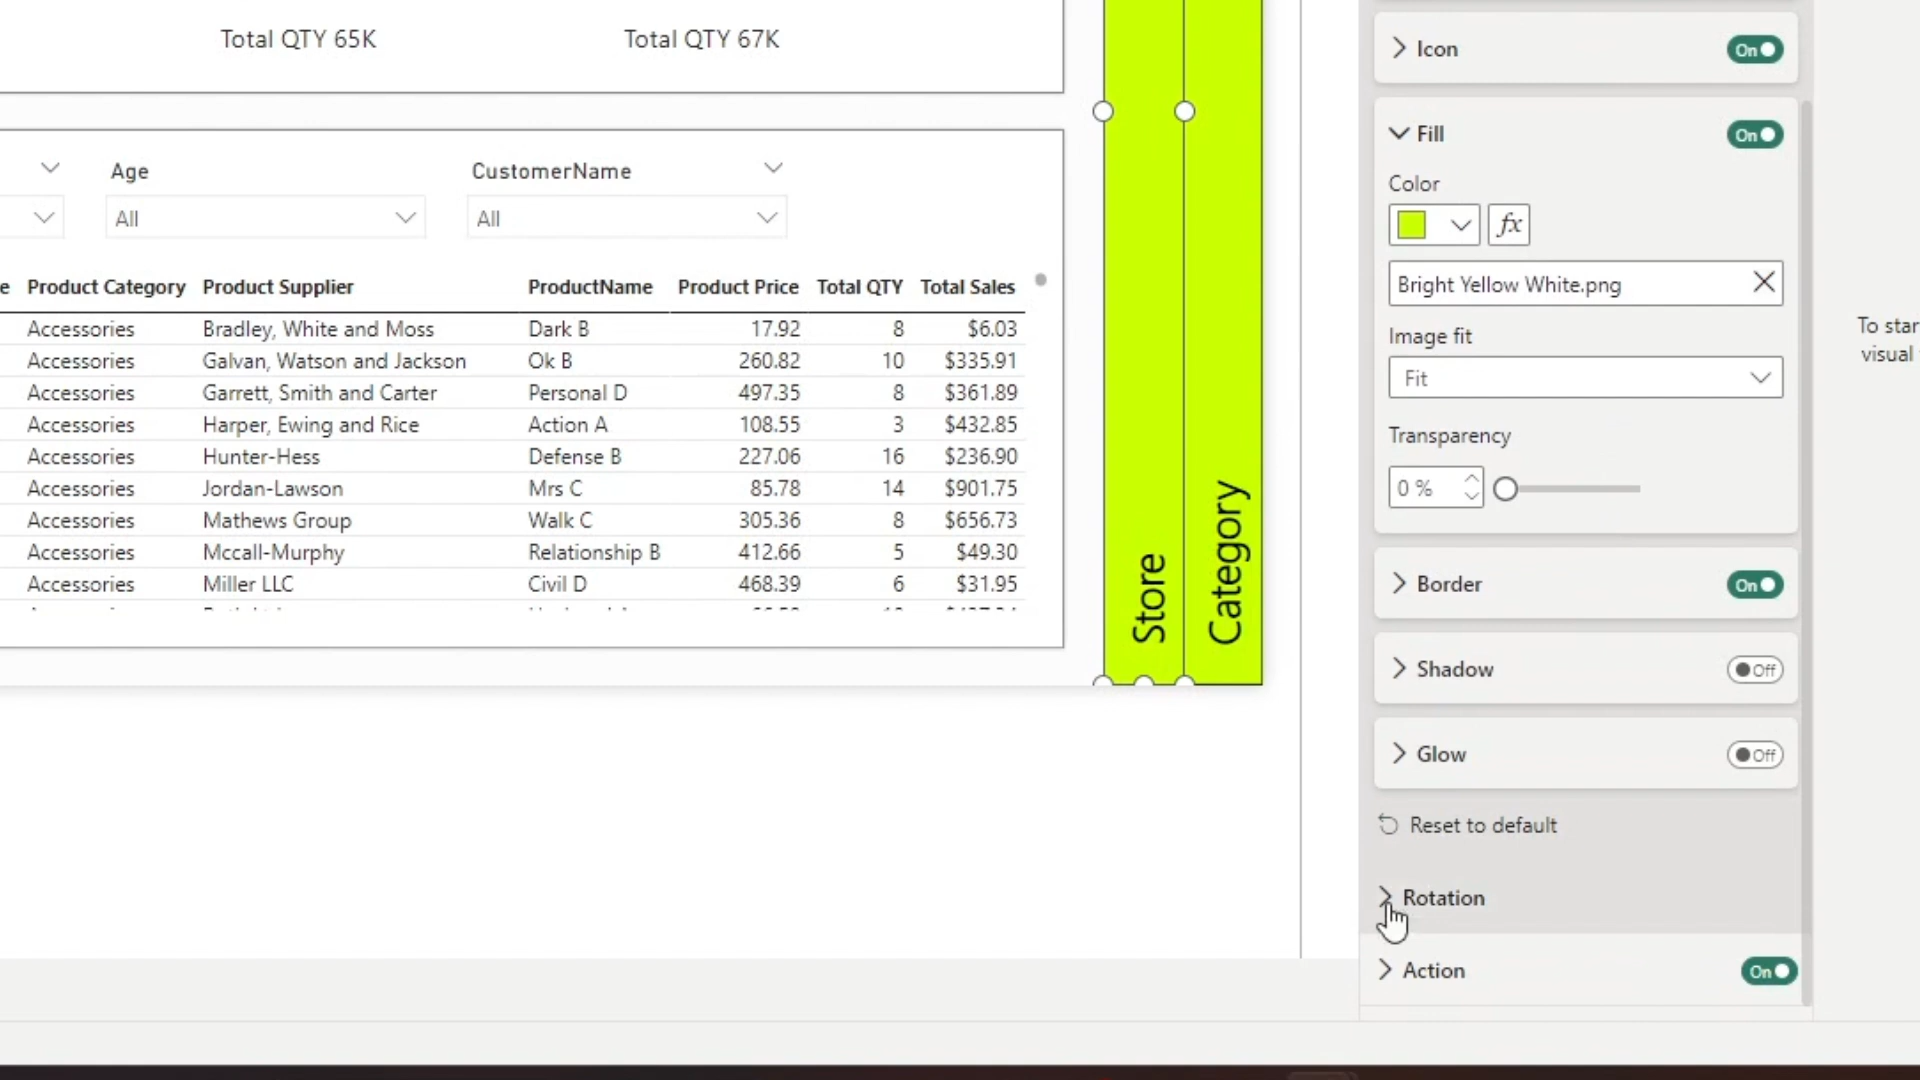 Total QTY 65K
Total QTY 67K
Age
CustomerName
All
All
e Product Category Product Supplier ProductName Product Price Total QTY Total Sales
Accessories Bradley, White and Moss Dark B 17.92 8 $6.03
Accessories Galvan, Watson and Jackson Ok B 260.82 10 $335.91
Accessories Garrett, Smith and Carter Personal D 497.35 8 $361.89
Accessories Harper, Ewing and Rice Action A 108.55 3 $432.85
Accessories Hunter-Hess Defense B 227.06 16 $236.90
Accessories Jordan-Lawson Mrs C 85.78 14 $901.75
Accessories Mathews Group Walk C 305.36 8 $656.73
Accessories Mccall-Murphy Relationship B 412.66 5 $49.30
Accessories Miller LLC Civil D 468.39 6 $31.95
Store
Category
Icon On
Fill On
Color
fx
Bright Yellow White.png
Image fit
Fit
Transparency
0 %
Border On
Shadow Off
Glow Off
Reset to default
Rotation
Action On
To star
visual